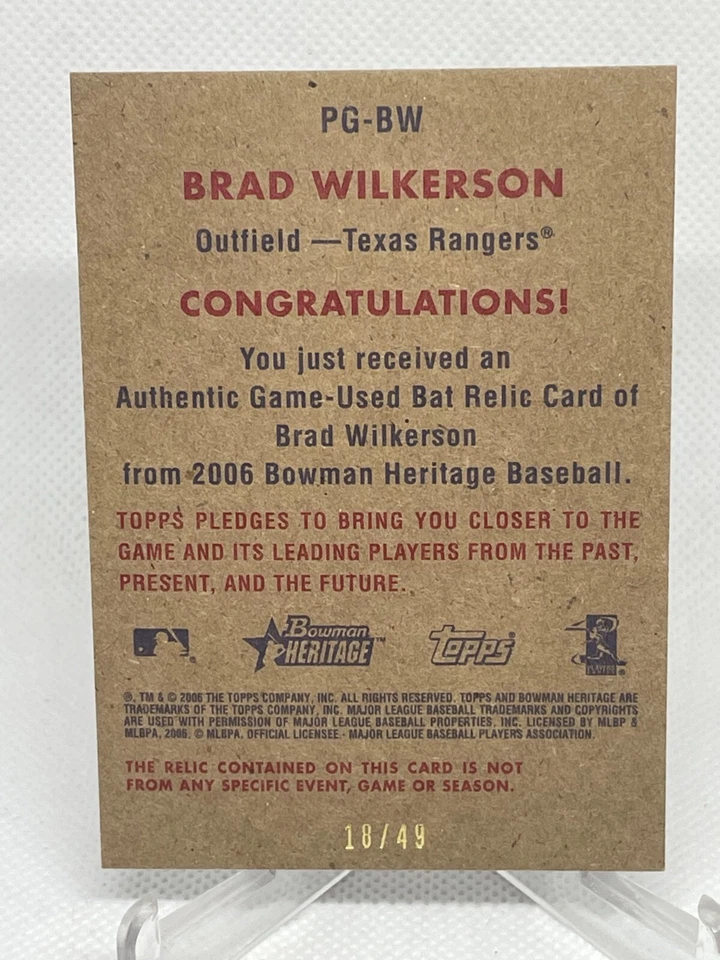 PG-BW
BRAD WILKERSON
Outfield —Texas Rangers®
CONGRATULATIONS!
You just received an
Authentic Game-Used Bat Relic Card of
Brad Wilkerson
from 2006 Bowman Heritage Baseball.
TOPPS PLEDGES TO BRING YOU CLOSER TO THE
GAME AND ITS LEADING PLAYERS FROM THE PAST,
PRESENT, AND THE FUTURE.
Bowman HERITAGE™ Topps®
®, TM & © 2006 THE TOPPS COMPANY, INC. ALL RIGHTS RESERVED. TOPPS AND BOWMAN HERITAGE ARE
TRADEMARKS OF THE TOPPS COMPANY, INC. MAJOR LEAGUE BASEBALL TRADEMARKS AND COPYRIGHTS
ARE USED WITH PERMISSION OF MAJOR LEAGUE BASEBALL PROPERTIES, INC. LICENSED BY MLBP &
MLBPA, 2006. © MLBPA. OFFICIAL LICENSEE - MAJOR LEAGUE BASEBALL PLAYERS ASSOCIATION.
THE RELIC CONTAINED ON THIS CARD IS NOT
FROM ANY SPECIFIC EVENT, GAME OR SEASON.
18/49